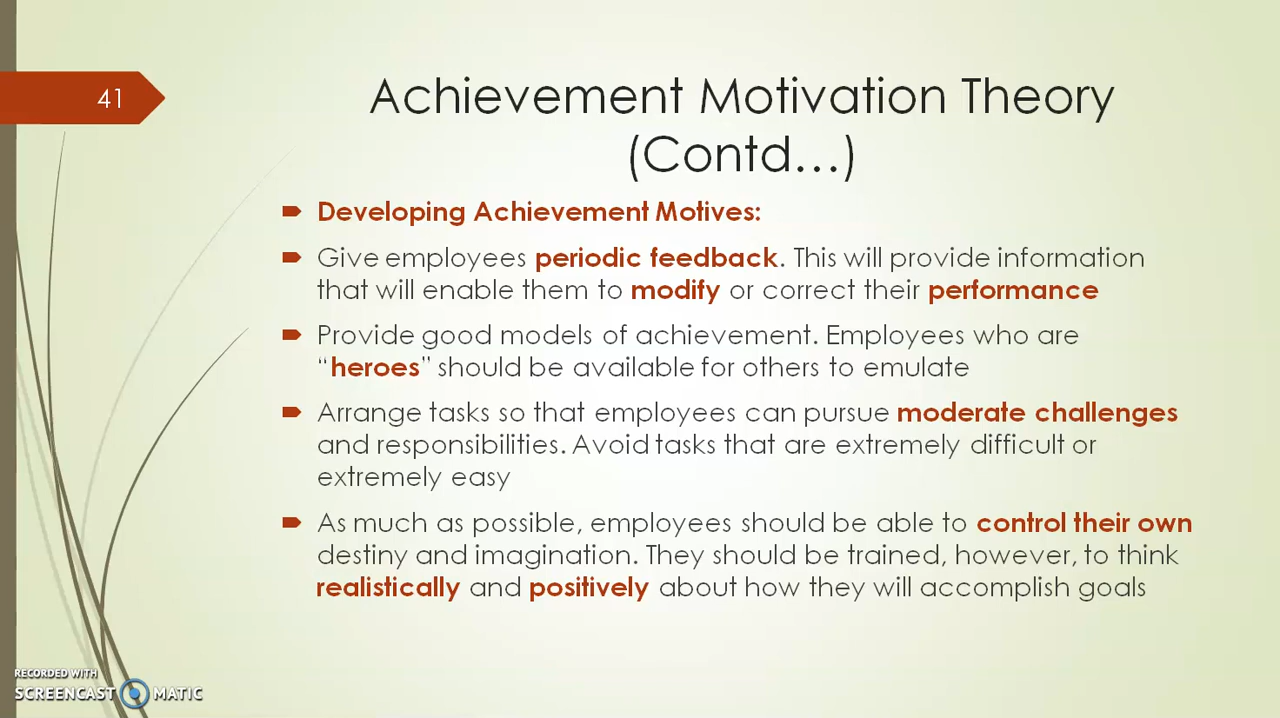 41
Achievement Motivation Theory
(Contd...)
Developing Achievement Motives:
Give employees periodic feedback. This will provide information
that will enable them to modify or correct their performance
Provide good models of achievement. Employees who are
“heroes” should be available for others to emulate
Arrange tasks so that employees can pursue moderate challenges
and responsibilities. Avoid tasks that are extremely difficult or
extremely easy
As much as possible, employees should be able to control their own
destiny and imagination. They should be trained, however, to think
realistically and positively about how they will accomplish goals
RECORDED WITH
SCREENCAST MATIC